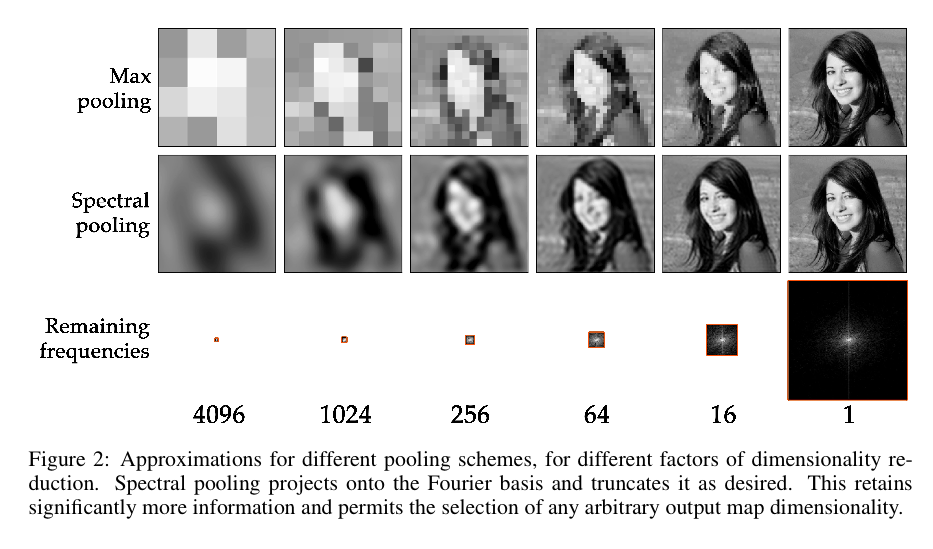 Max
pooling
Spectral
pooling
Remaining
frequencies
4096 1024 256 64 16 1
Figure 2: Approximations for different pooling schemes, for different factors of dimensionality re-
duction. Spectral pooling projects onto the Fourier basis and truncates it as desired. This retains
significantly more information and permits the selection of any arbitrary output map dimensionality.